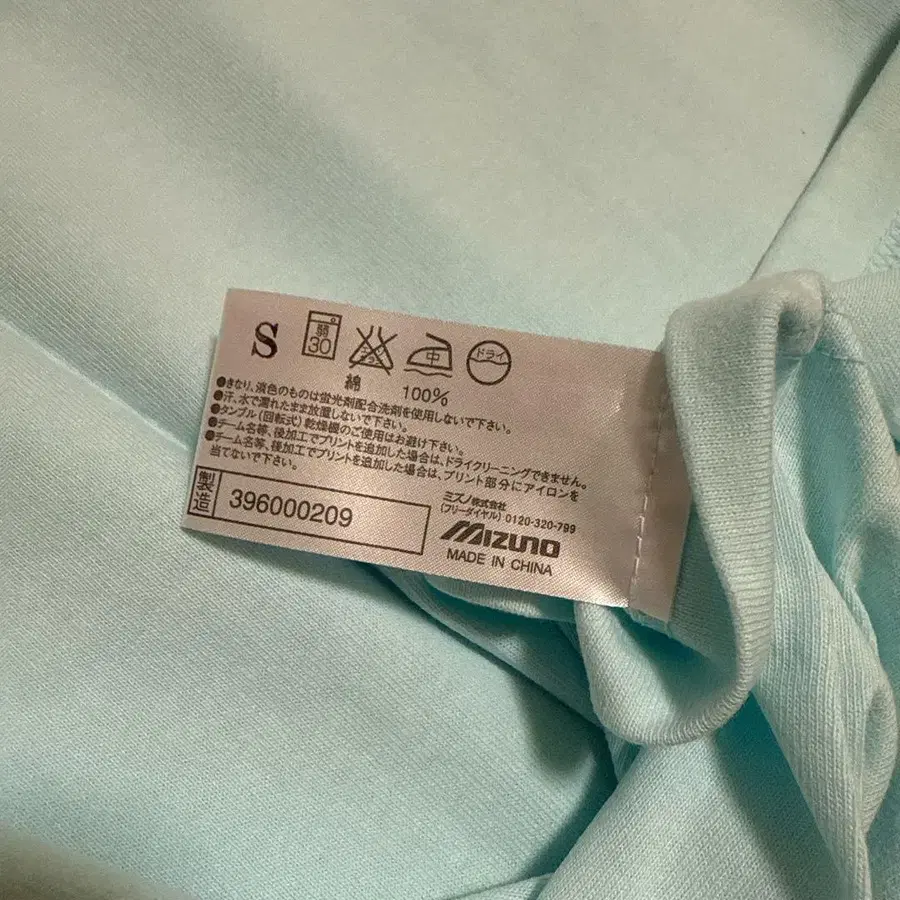 S 弱 30 エンソ 中 ドライ
綿 100%
●きなり、淡色のものは蛍光剤配合洗剤を使用しないで下さい。
●汗、水で濡れたまま放置しないで下さい。
●タンブル(回転式)乾燥機のご使用はお避け下さい。
●チーム名等、後加工でプリントを追加した場合は、ドライクリーニングできません。
●チーム名等、後加工でプリントを追加した場合は、プリント部分にアイロンを
当てないで下さい。
製造 396000209
ミズノ株式会社
(フリーダイヤル) 0120-320-799
MIZUNO
MADE IN CHINA